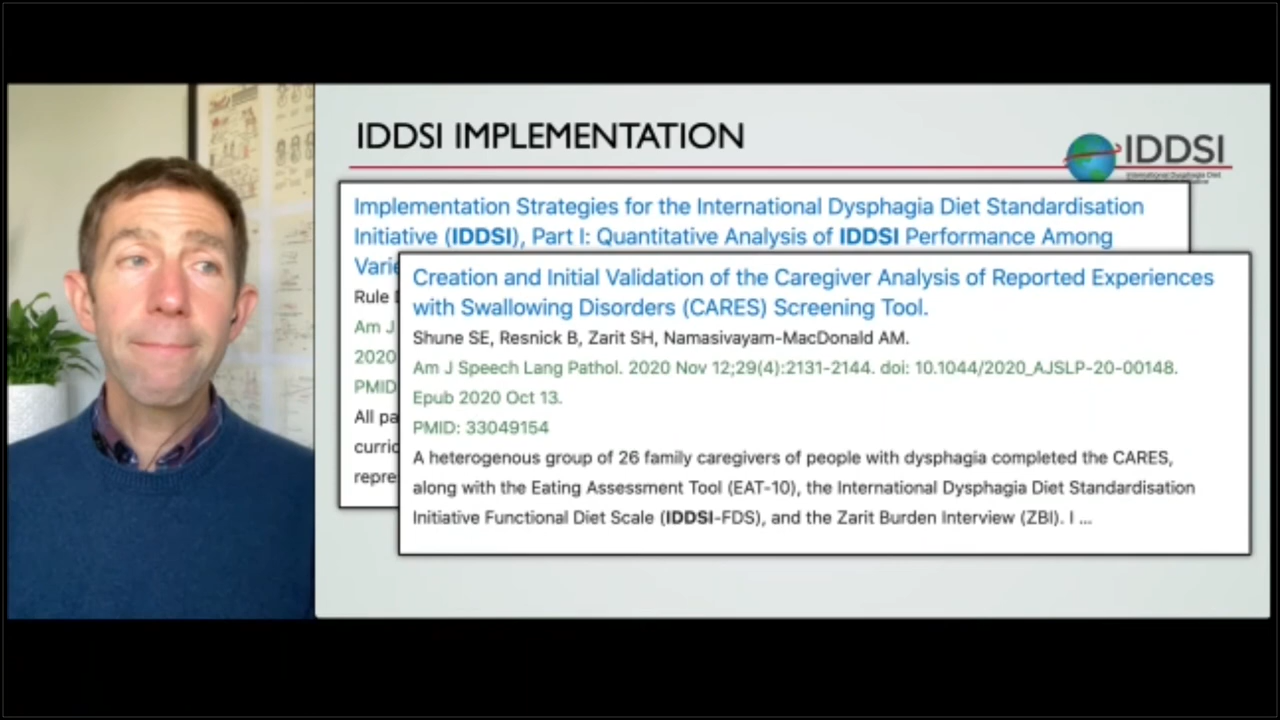 IDDSI IMPLEMENTATION
IDDSI
International Dysphagia Diet
Implementation Strategies for the International Dysphagia Diet Standardisation
Initiative (IDDSI), Part I: Quantitative Analysis of IDDSI Performance Among
Rule
Am J
2020
PMID
All
Creation and Initial Validation of the Caregiver Analysis of Reported Experiences
with Swallowing Disorders (CARES) Screening Tool.
Shune SE, Resnick B, Zarit SH, Namasivayam-MacDonald AM.
Am J Speech Lang Pathol. 2020 Nov 12;29(4):2131-2144. doi: 10.1044/2020_AJSLP-20-00148.
Epub 2020 Oct 13.
PMID: 33049154
A heterogenous group of 26 family caregivers of people with dysphagia completed the CARES,
along with the Eating Assessment Tool (EAT-10), the International Dysphagia Diet Standardisation
Initiative Functional Diet Scale (IDDSI-FDS), and the Zarit Burden Interview (ZBI). I ...